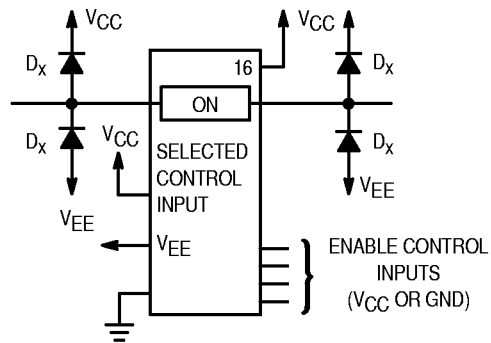 VCC
VCC
DX
16
DX
ON
DX
VCC
DX
SELECTED
CONTROL
INPUT
VEE
VEE
VEE
ENABLE CONTROL
INPUTS
(VCC OR GND)